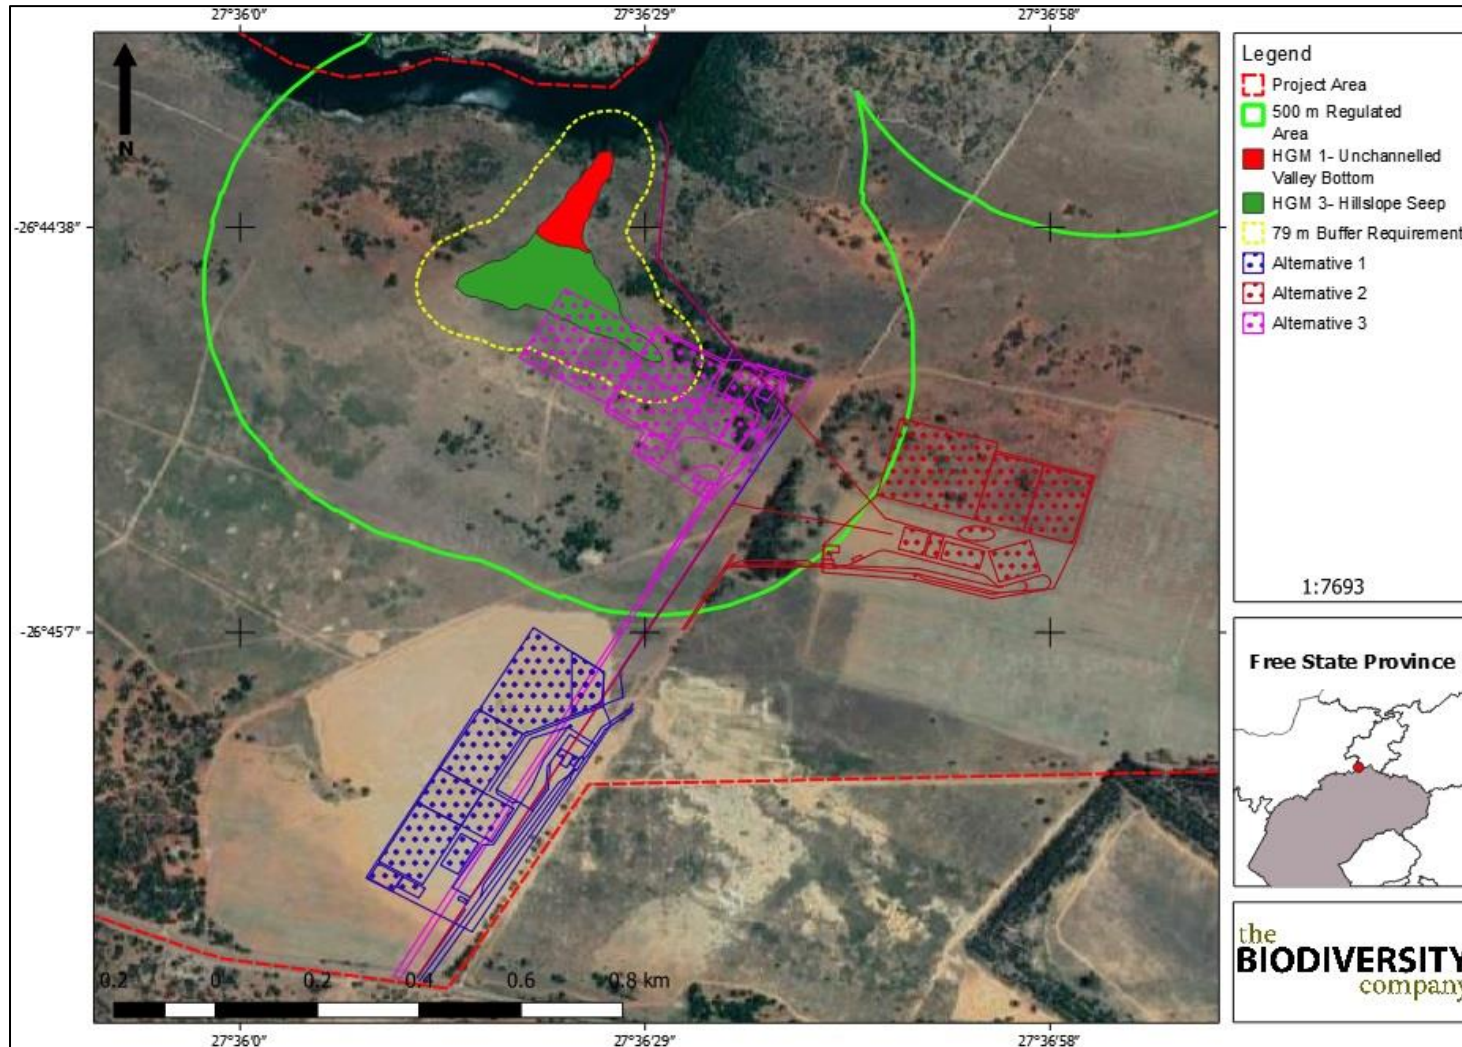 27°36'0" 27°36'29" 27°36'58"
Legend
Project Area
500 m Regulated
Area
HGM 1- Unchannelled
Valley Bottom
HGM 3- Hillslope Seep
79 m Buffer Requirement
Alternative 1
Alternative 2
Alternative 3
1:7693
N
-26°44'38"
-26°45'7"
Free State Province
0.2 0 0.2 0.4 0.6 0.8 km
the
BIODIVERSITY
company
27°36'0" 27°36'29" 27°36'58"